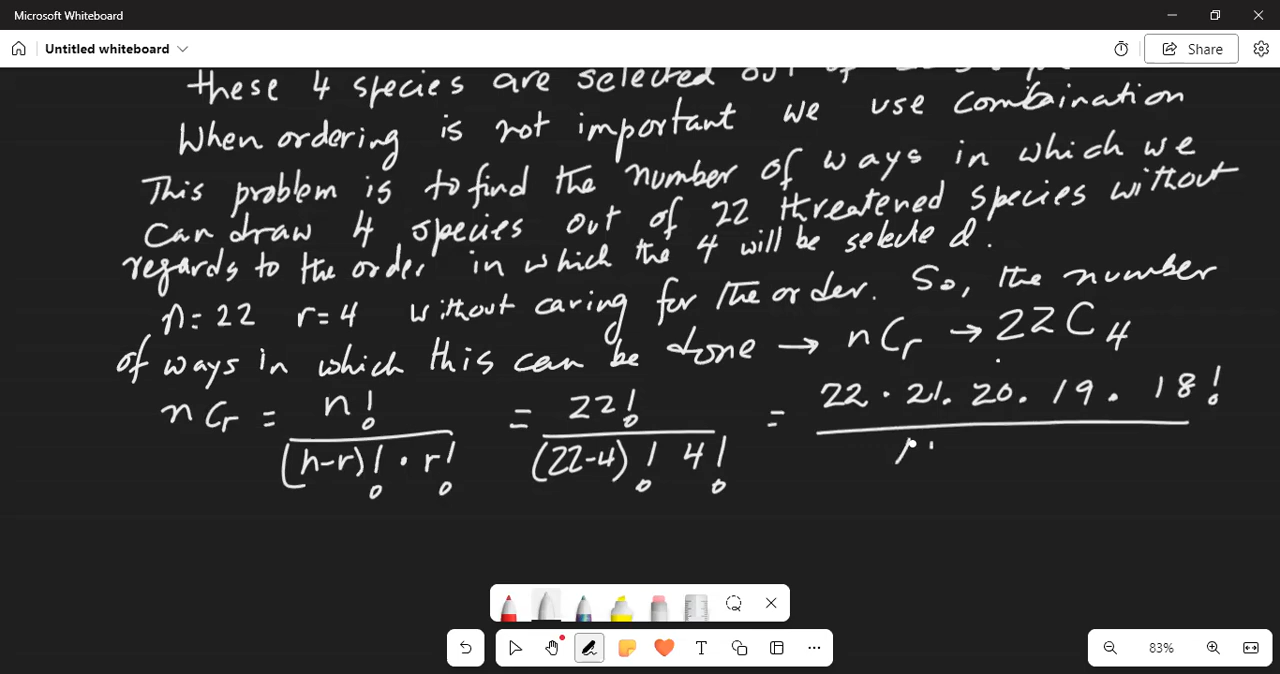 Microsoft Whiteboard
Untitled whiteboard
Share
these 4 species are selected out of
When ordering is not important we use combination
This problem is to find the number of ways in which we
can draw 4 species out of 22 threatened species without
regards to the order in which the 4 will be selected.
n = 22 r = 4 without caring for the order. So, the number
of ways in which this can be done → nCr → 22C4
nCr = n! / (n-r)! · r! = 22! / (22-4)! 4! = 22 · 21 · 20 · 19 · 18!
83%